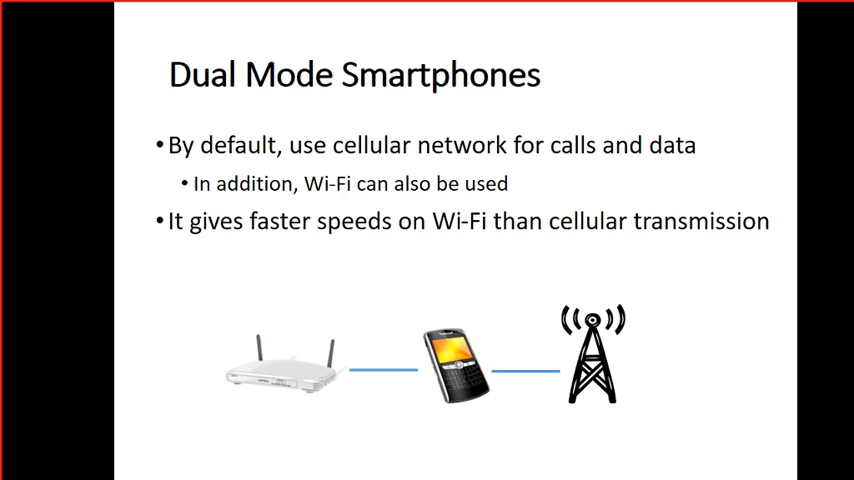 Dual Mode Smartphones
• By default, use cellular network for calls and data
• In addition, Wi-Fi can also be used
• It gives faster speeds on Wi-Fi than cellular transmission